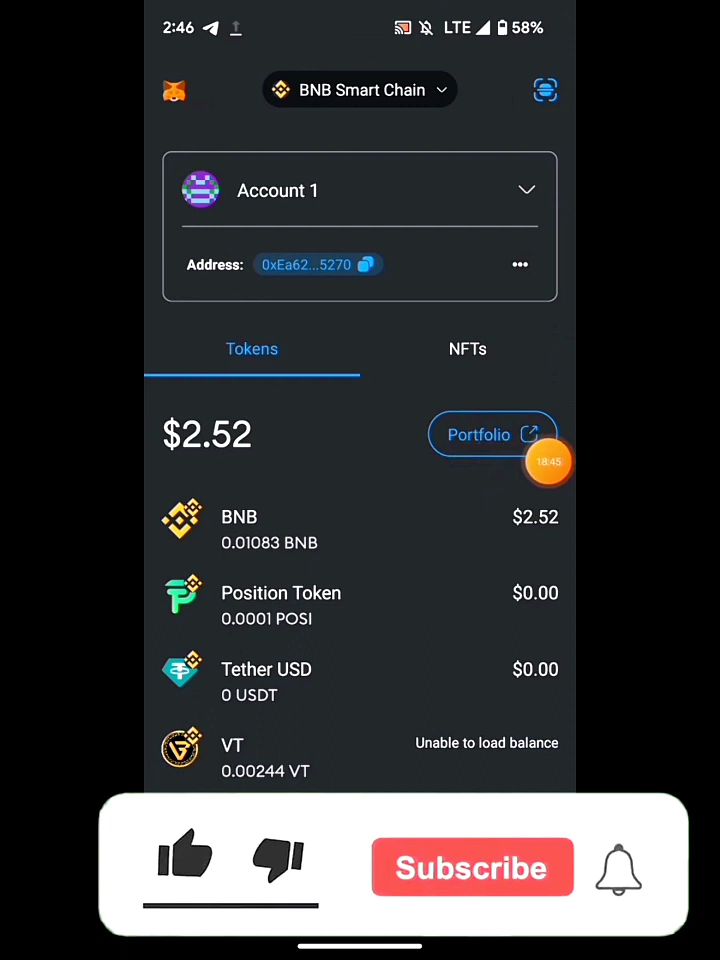 2:46 LTE 58%
BNB Smart Chain
Account 1
Address: 0xEa62...5270
Tokens NFTs
$2.52 Portfolio
18:45
BNB $2.52
0.01083 BNB
Position Token $0.00
0.0001 POSI
Tether USD $0.00
0 USDT
VT Unable to load balance
0.00244 VT
Subscribe